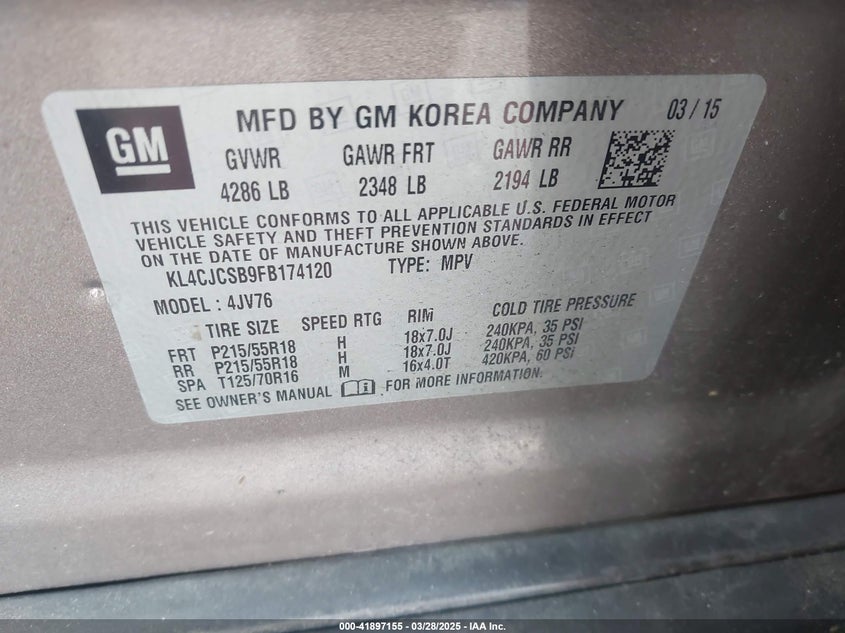 GM
MFD BY GM KOREA COMPANY 03/15
GVWR GAWR FRT GAWR RR
4286 LB 2348 LB 2194 LB
THIS VEHICLE CONFORMS TO ALL APPLICABLE U.S. FEDERAL MOTOR
VEHICLE SAFETY AND THEFT PREVENTION STANDARDS IN EFFECT
ON THE DATE OF MANUFACTURE SHOWN ABOVE.
KL4CJCSB9FB174120 TYPE: MPV
MODEL : 4JV76
TIRE SIZE SPEED RTG RIM COLD TIRE PRESSURE
FRT P215/55R18 H 18x7.0J 240KPA, 35 PSI
RR P215/55R18 H 18x7.0J 240KPA, 35 PSI
SPA T125/70R16 M 16x4.0T 420KPA, 60 PSI
SEE OWNER'S MANUAL FOR MORE INFORMATION.
000-41897155 — 03/28/2025 — IAA Inc.